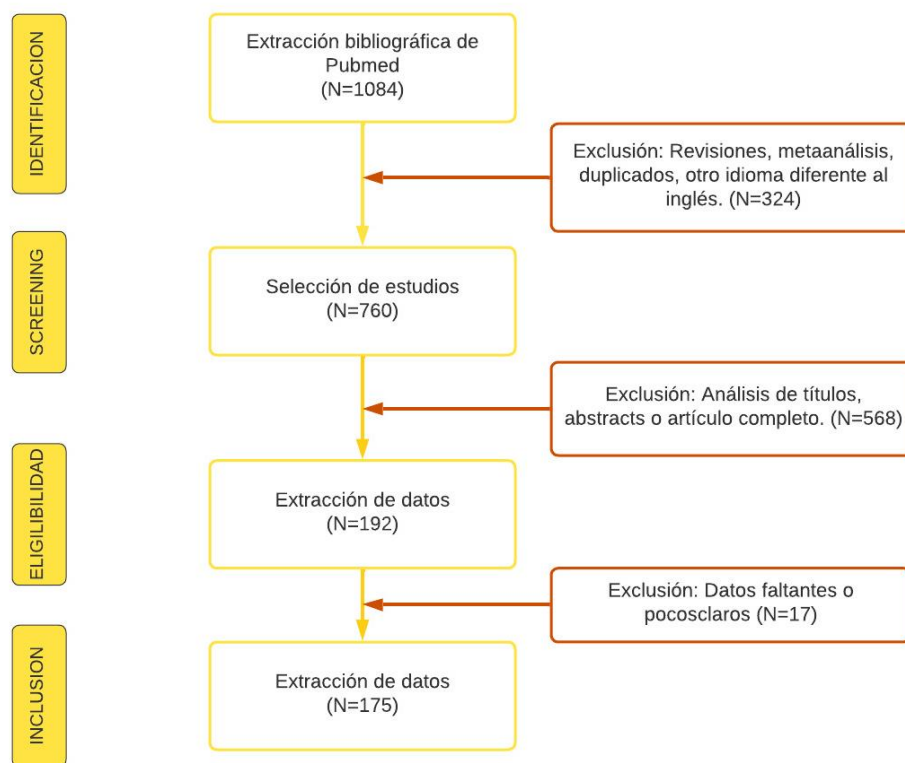 IDENTIFICACION
Extracción bibliográfica de
Pubmed
(N=1084)
Exclusión: Revisiones, metaanálisis,
duplicados, otro idioma diferente al
inglés. (N=324)
SCREENING
Selección de estudios
(N=760)
Exclusión: Análisis de títulos,
abstracts o artículo completo. (N=568)
ELIGILIBILIDAD
Extracción de datos
(N=192)
Exclusión: Datos faltantes o
pocosclaros (N=17)
INCLUSION
Extracción de datos
(N=175)